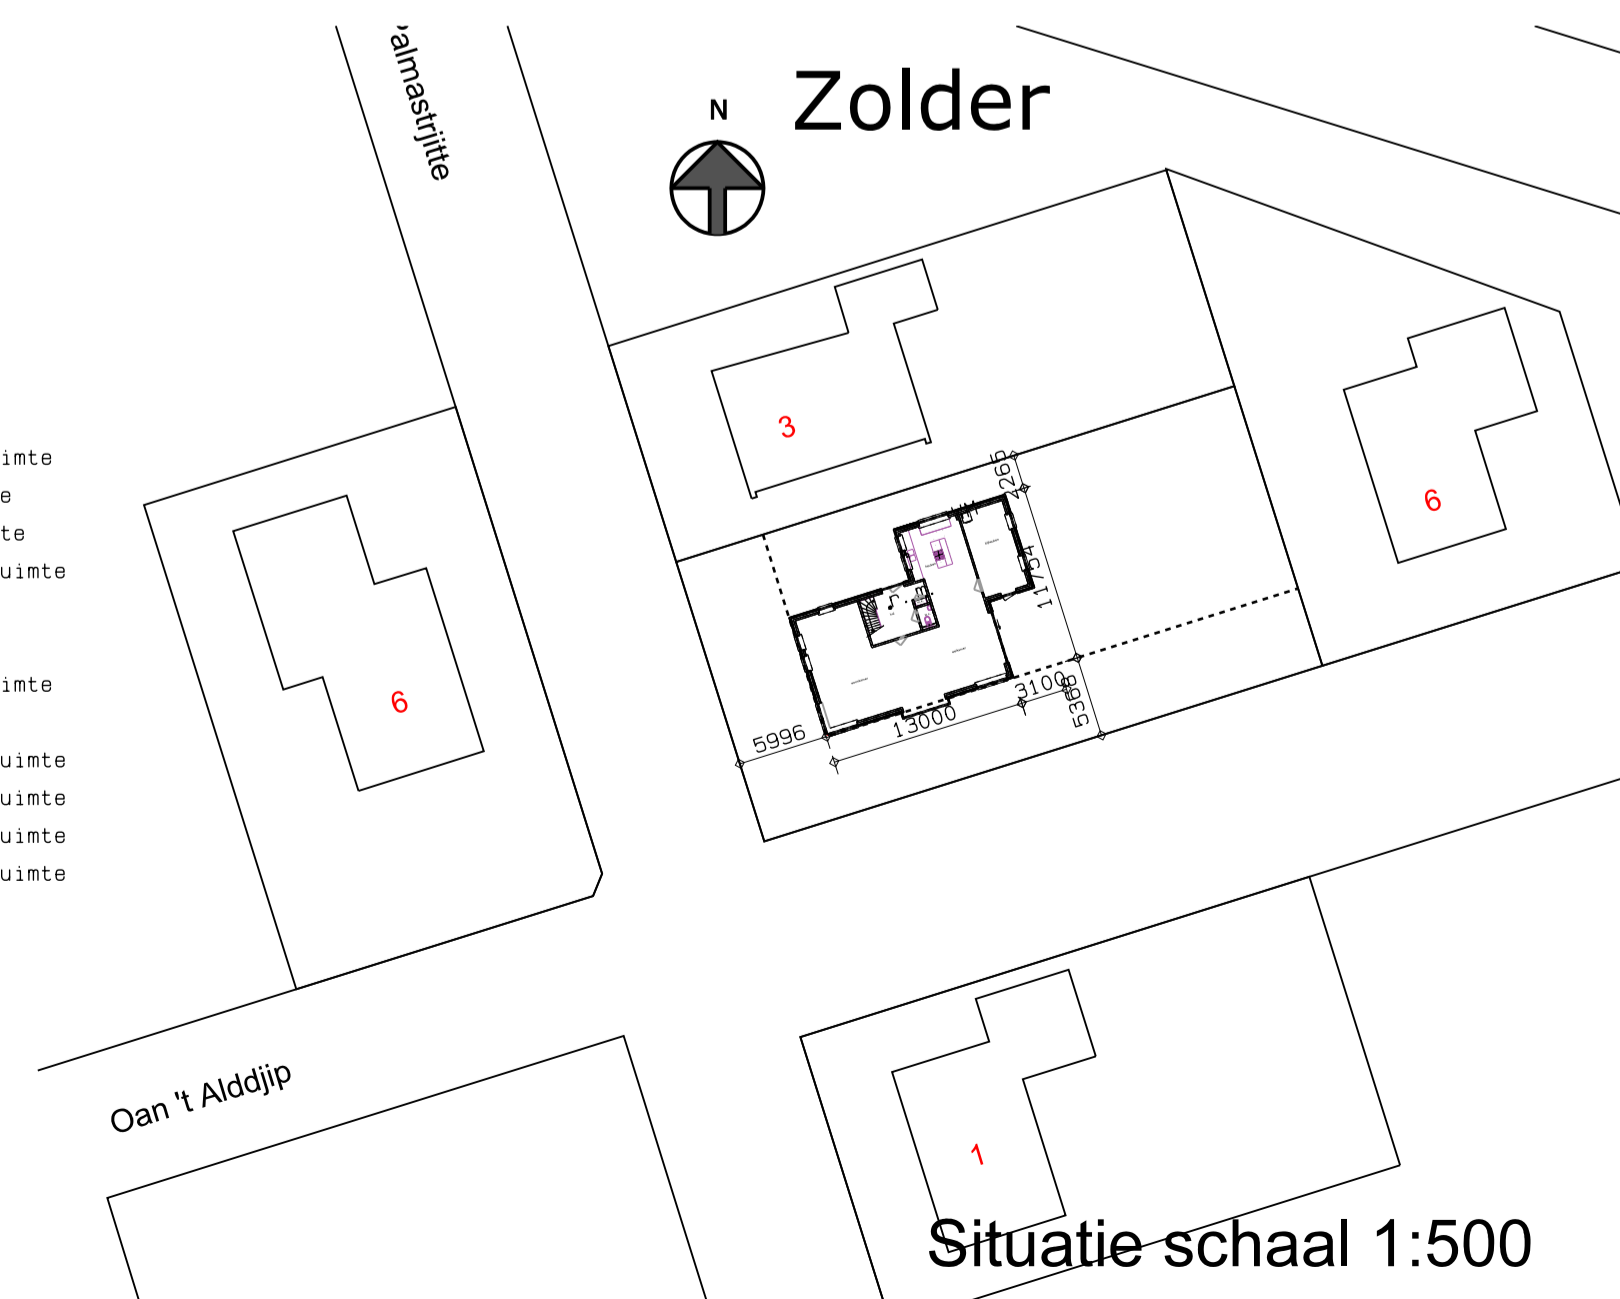 Palmastrjitte
N
Zolder
imte
e
te
uimte
imte
uimte
uimte
uimte
uimte
3
6
6
2265
11754
3100
5368
13000
5996
Oan 't Alddjip
1
Situatie schaal 1:500